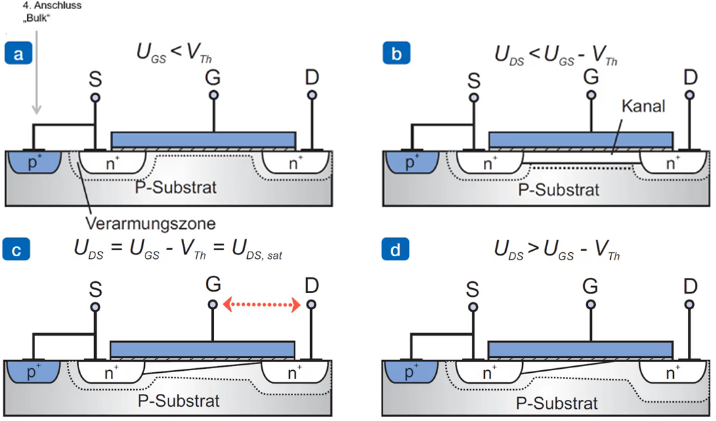 4. Anschluss
„Bulk“
a
U_GS < V_Th
b
U_DS < U_GS - V_Th
S
G
D
S
G
D
Kanal
p+
n+
n+
p+
n+
n+
P-Substrat
P-Substrat
Verarmungszone
c
U_DS = U_GS - V_Th = U_DS, sat
d
U_DS > U_GS - V_Th
S
G
D
S
G
D
p+
n+
n+
p+
n+
n+
P-Substrat
P-Substrat